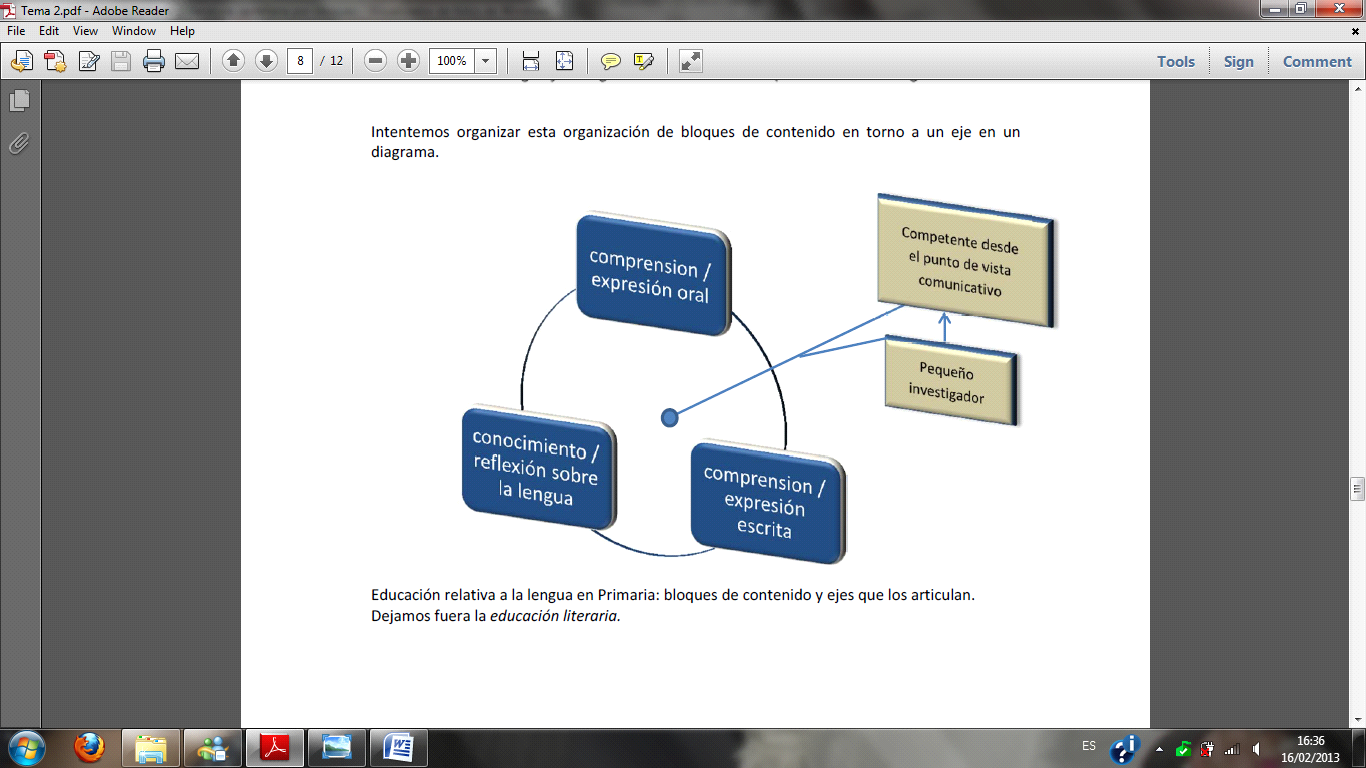 Tema 2.pdf - Adobe Reader
File Edit View Window Help
8 / 12 100% Tools Sign Comment
Intentemos organizar esta organización de bloques de contenido en torno a un eje en un
diagrama.
comprension /
expresión oral
Competente desde
el punto de vista
comunicativo
Pequeño
investigador
conocimiento /
reflexión sobre
la lengua
comprension /
expresión
escrita
Educación relativa a la lengua en Primaria: bloques de contenido y ejes que los articulan.
Dejamos fuera la educación literaria.
ES
16:36
16/02/2013